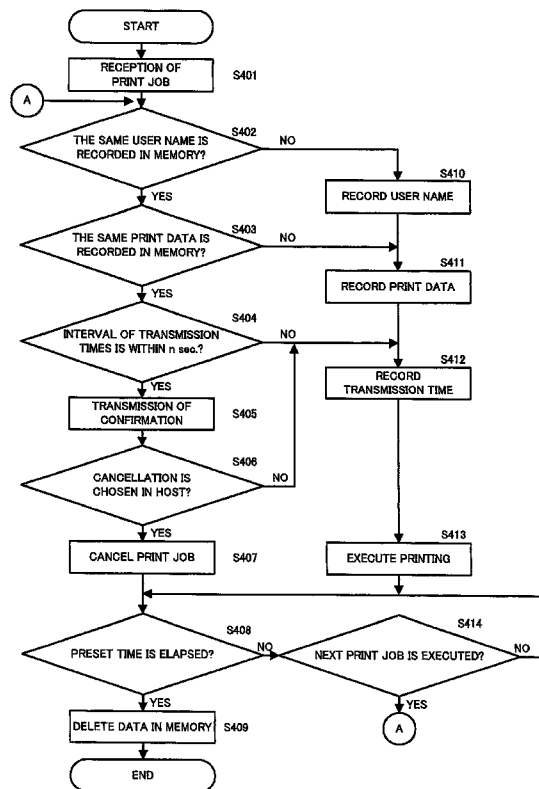 START
RECEPTION OF
PRINT JOB
S401
A
THE SAME USER NAME IS
RECORDED IN MEMORY?
S402
NO
YES
S410
RECORD USER NAME
THE SAME PRINT DATA IS
RECORDED IN MEMORY?
S403
NO
YES
S411
RECORD PRINT DATA
INTERVAL OF TRANSMISSION
TIMES IS WITHIN n sec.?
S404
NO
YES
S412
RECORD
TRANSMISSION TIME
TRANSMISSION OF
CONFIRMATION
S405
CANCELLATION IS
CHOSEN IN HOST?
S406
NO
YES
CANCEL PRINT JOB
S407
S413
EXECUTE PRINTING
PRESET TIME IS ELAPSED?
S408
NO
YES
S414
NEXT PRINT JOB IS EXECUTED?
NO
YES
A
DELETE DATA IN MEMORY
S409
END